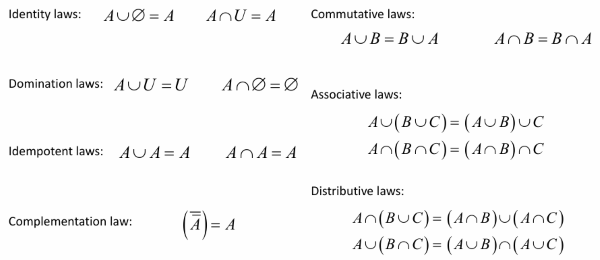 Identity laws: A∪∅ = A A∩U = A
Domination laws: A∪U = U A∩∅ = ∅
Idempotent laws: A∪A = A A∩A = A
Complementation law: (A̿) = A
Commutative laws:
A∪B = B∪A A∩B = B∩A
Associative laws:
A∪(B∪C) = (A∪B)∪C
A∩(B∩C) = (A∩B)∩C
Distributive laws:
A∩(B∪C) = (A∩B)∪(A∩C)
A∪(B∩C) = (A∪B)∩(A∪C)